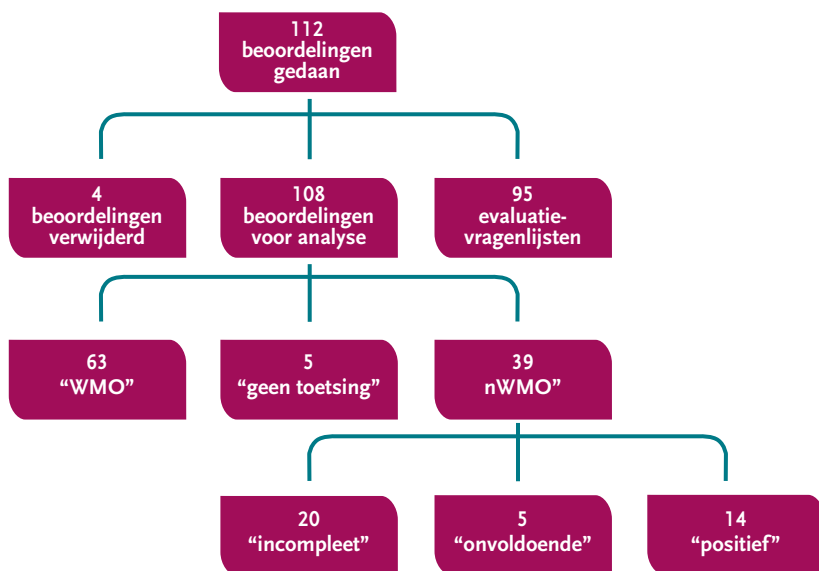 112
beoordelingen
gedaan
4
beoordelingen
verwijderd
108
beoordelingen
voor analyse
95
evaluatie-
vragenlijsten
63
“WMO”
5
“geen toetsing”
39
nWMO”
20
“incompleet”
5
“onvoldoende”
14
“positief”